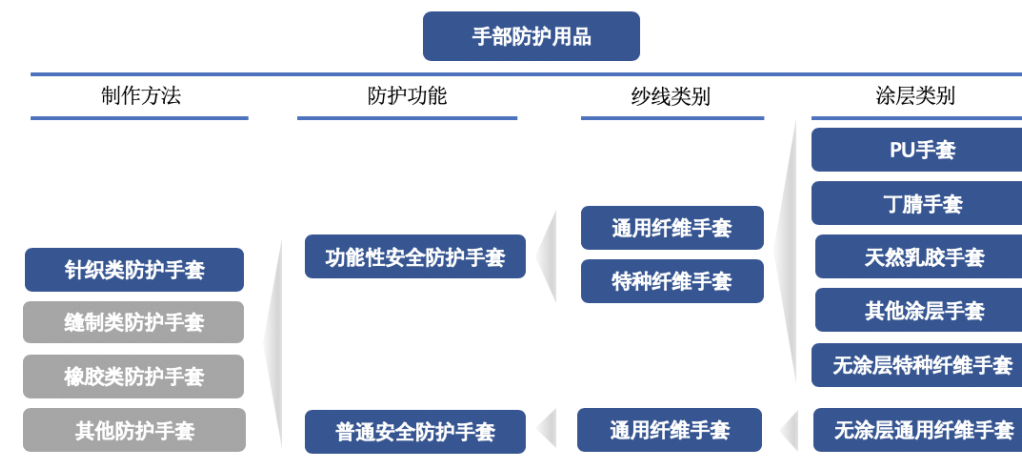 手部防护用品
制作方法
防护功能
纱线类别
涂层类别
PU手套
丁腈手套
天然乳胶手套
其他涂层手套
无涂层特种纤维手套
无涂层通用纤维手套
通用纤维手套
特种纤维手套
通用纤维手套
功能性安全防护手套
普通安全防护手套
针织类防护手套
缝制类防护手套
橡胶类防护手套
其他防护手套